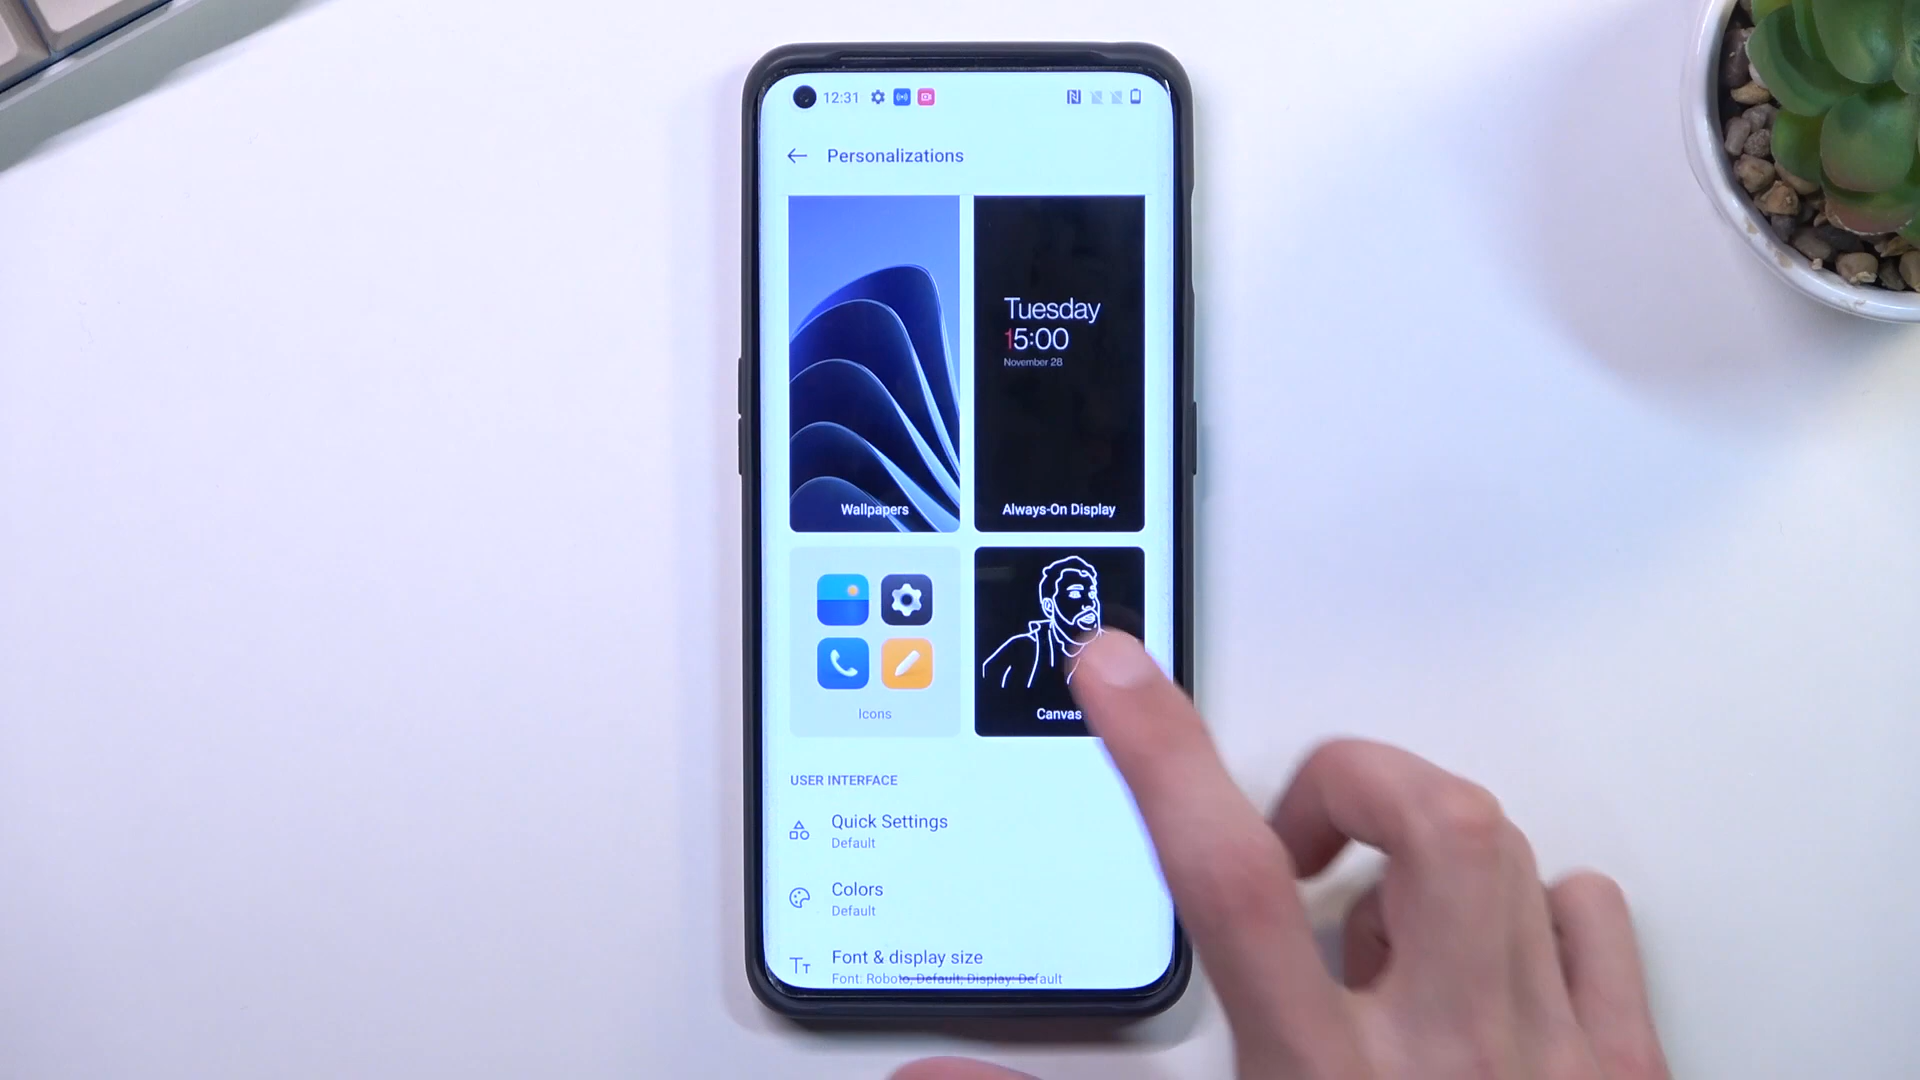 12:31
Personalizations
Tuesday
15:00
November 28
Wallpapers
Always-On Display
Icons
Canvas
USER INTERFACE
Quick Settings
Default
Colors
Default
Font & display size
Font: Roboto, Default; Display: Default